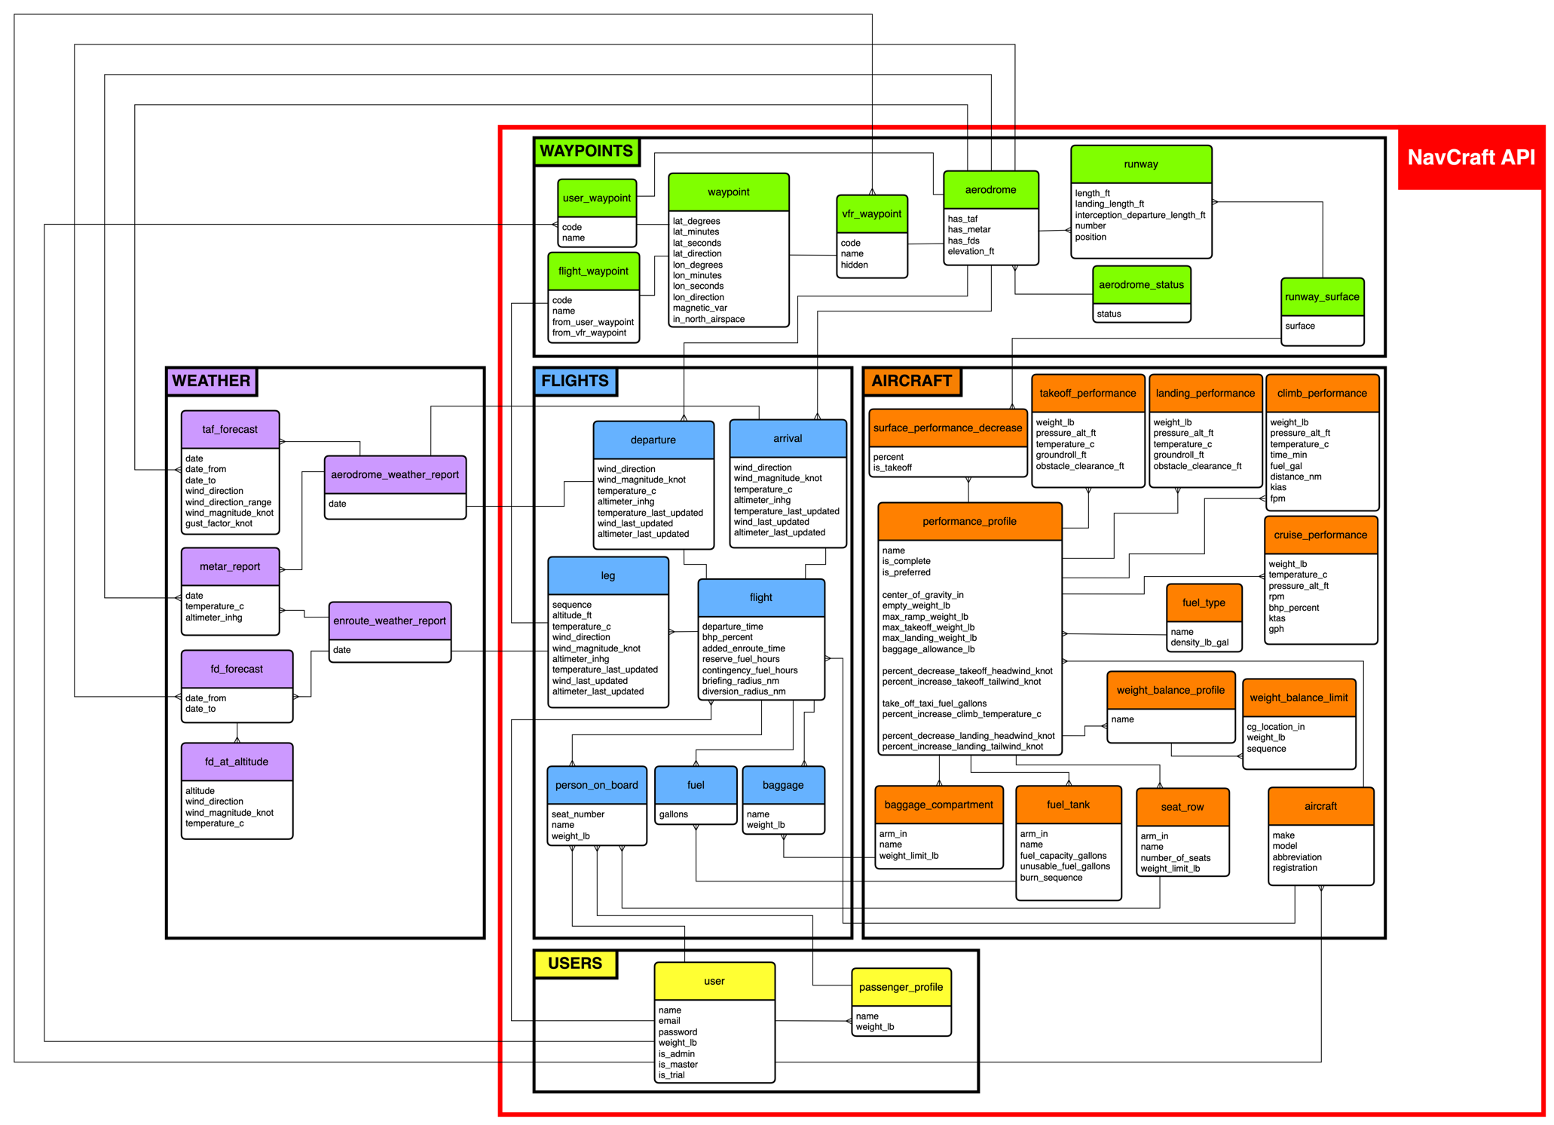 NavCraft API
WAYPOINTS
user_waypoint
code
name
flight_waypoint
code
name
from_user_waypoint
from_vfr_waypoint
waypoint
lat_degrees
lat_minutes
lat_seconds
lat_direction
lon_degrees
lon_minutes
lon_seconds
lon_direction
magnetic_var
in_north_airspace
vfr_waypoint
code
name
hidden
aerodrome
has_taf
has_metar
has_fds
elevation_ft
runway
length_ft
landing_length_ft
interception_departure_length_ft
number
position
aerodrome_status
status
runway_surface
surface
WEATHER
taf_forecast
date
date_from
date_to
wind_direction
wind_direction_range
wind_magnitude_knot
gust_factor_knot
aerodrome_weather_report
date
metar_report
date
temperature_c
altimeter_inhg
enroute_weather_report
date
fd_forecast
date_from
date_to
fd_at_altitude
altitude
wind_direction
wind_magnitude_knot
temperature_c
FLIGHTS
departure
wind_direction
wind_magnitude_knot
temperature_c
altimeter_inhg
temperature_last_updated
wind_last_updated
altimeter_last_updated
arrival
wind_direction
wind_magnitude_knot
temperature_c
altimeter_inhg
temperature_last_updated
wind_last_updated
altimeter_last_updated
leg
sequence
altitude_ft
temperature_c
wind_direction
wind_magnitude_knot
altimeter_inhg
temperature_last_updated
wind_last_updated
altimeter_last_updated
flight
departure_time
bhp_percent
added_enroute_time
reserve_fuel_hours
contingency_fuel_hours
briefing_radius_nm
diversion_radius_nm
person_on_board
seat_number
name
weight_lb
fuel
gallons
baggage
name
weight_lb
AIRCRAFT
surface_performance_decrease
percent
is_takeoff
takeoff_performance
weight_lb
pressure_alt_ft
temperature_c
groundroll_ft
obstacle_clearance_ft
landing_performance
weight_lb
pressure_alt_ft
temperature_c
groundroll_ft
obstacle_clearance_ft
climb_performance
weight_lb
pressure_alt_ft
temperature_c
time_min
fuel_gal
distance_nm
kias
fpm
performance_profile
name
is_complete
is_preferred
center_of_gravity_in
empty_weight_lb
max_ramp_weight_lb
max_takeoff_weight_lb
max_landing_weight_lb
baggage_allowance_lb
percent_decrease_takeoff_headwind_knot
percent_increase_takeoff_tailwind_knot
take_off_taxi_fuel_gallons
percent_increase_climb_temperature_c
percent_decrease_landing_headwind_knot
percent_increase_landing_tailwind_knot
cruise_performance
weight_lb
temperature_c
pressure_alt_ft
rpm
bhp_percent
ktas
gph
fuel_type
name
density_lb_gal
weight_balance_profile
name
weight_balance_limit
cg_location_in
weight_lb
sequence
baggage_compartment
arm_in
name
weight_limit_lb
fuel_tank
arm_in
name
fuel_capacity_gallons
unusable_fuel_gallons
burn_sequence
seat_row
arm_in
name
number_of_seats
weight_limit_lb
aircraft
make
model
abbreviation
registration
USERS
user
name
email
password
weight_lb
is_admin
is_master
is_trial
passenger_profile
name
weight_lb